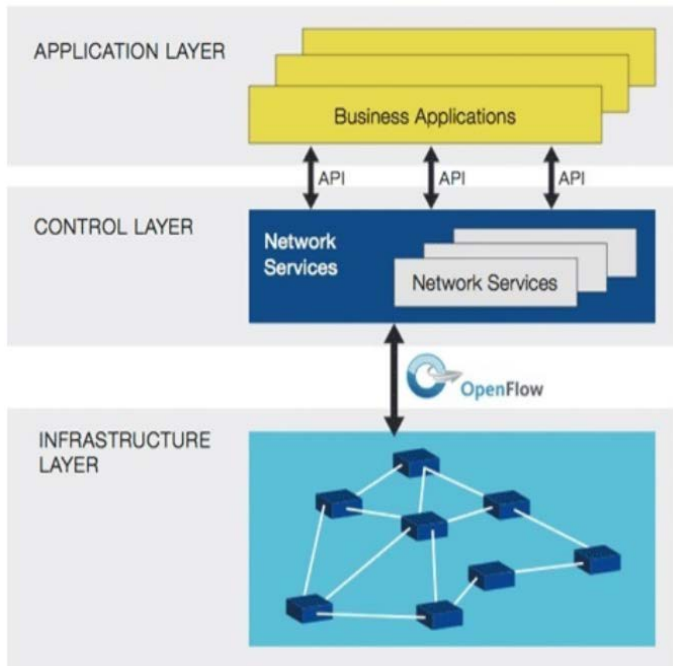 APPLICATION LAYER
Business Applications
API
API
API
CONTROL LAYER
Network
Services
Network Services
OpenFlow
INFRASTRUCTURE
LAYER